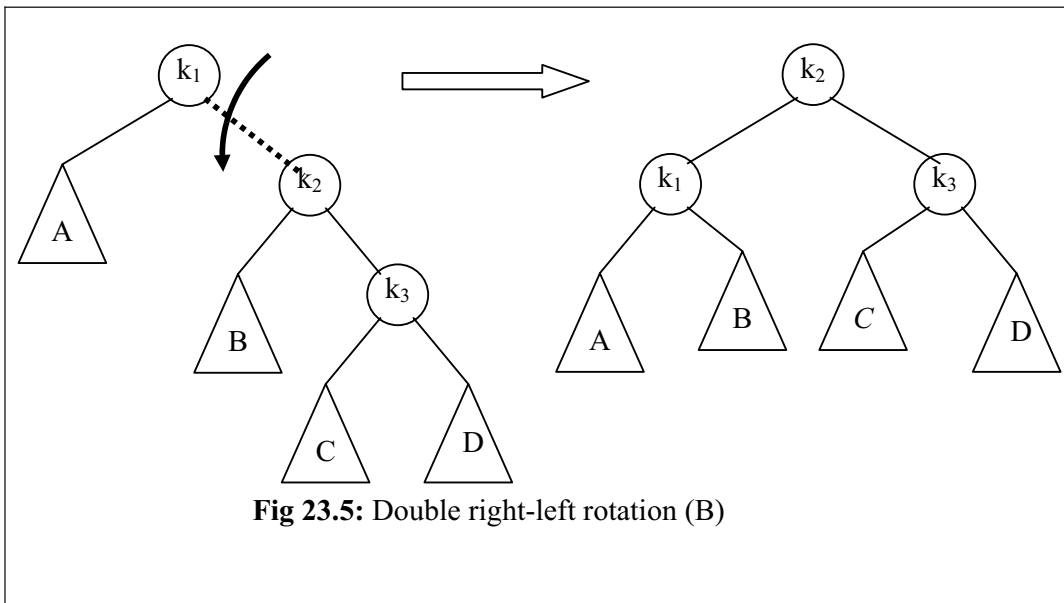 k₁
k₂
k₂
k₁
k₃
A
k₃
B
A
B
C
D
C
D
Fig 23.5: Double right-left rotation (B)